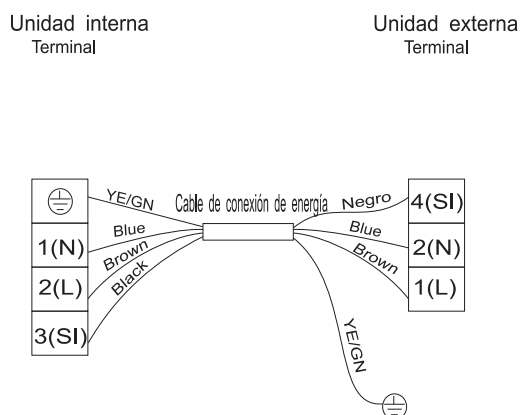 Unidad interna
Terminal
Unidad externa
Terminal
YE/GN
Cable de conexión de energía
Negro
4(SI)
1(N)
Blue
Blue
2(N)
2(L)
Brown
Brown
1(L)
3(SI)
Black
YE/GN